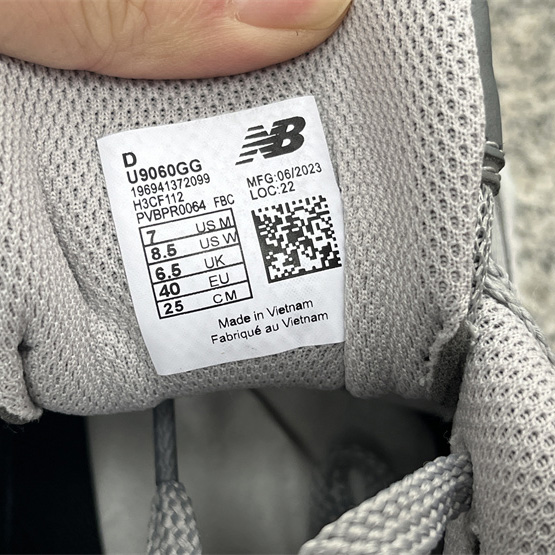 D
U9060GG
196941372099
H3CF112
PVBPR0064 FBC
NB
MFG:06/2023
LOC:22
7 US M
8.5 US W
6.5 UK
40 EU
25 CM
Made in Vietnam
Fabriqué au Vietnam